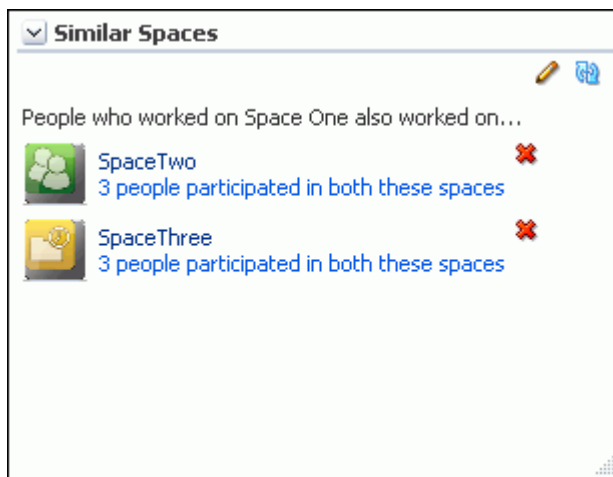 Similar Spaces
People who worked on Space One also worked on...
SpaceTwo
3 people participated in both these spaces
SpaceThree
3 people participated in both these spaces